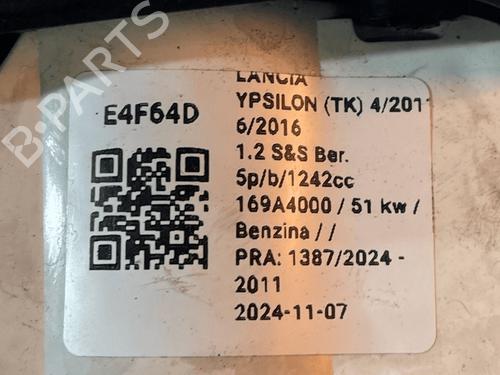 B-PARTS
E4F64D
LANCIA
YPSILON (TK) 4/201
6/2016
1.2 S&S Ber.
5p/b/1242cc
169A4000 / 51 kw /
Benzina / /
PRA: 1387/2024 -
2011
2024-11-07